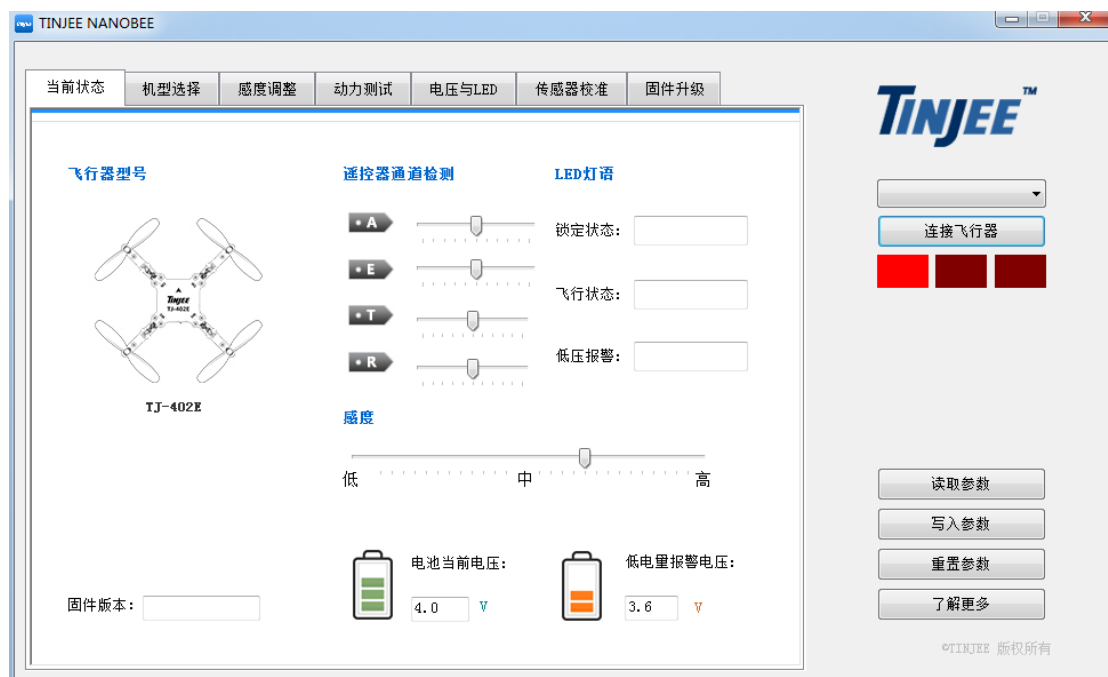 TINJEE NANOBEE
当前状态 机型选择 感度调整 动力测试 电压与LED 传感器校准 固件升级
TINJEE™
飞行器型号 遥控器通道检测 LED灯语
A
E
T
R
锁定状态:
飞行状态:
低压报警:
TINJEE
TJ-402E
TJ-402E
连接飞行器
感度
低 中 高
读取参数
写入参数
重置参数
了解更多
电池当前电压: 低电量报警电压:
固件版本: 4.0 V 3.6 V
©TINJEE 版权所有